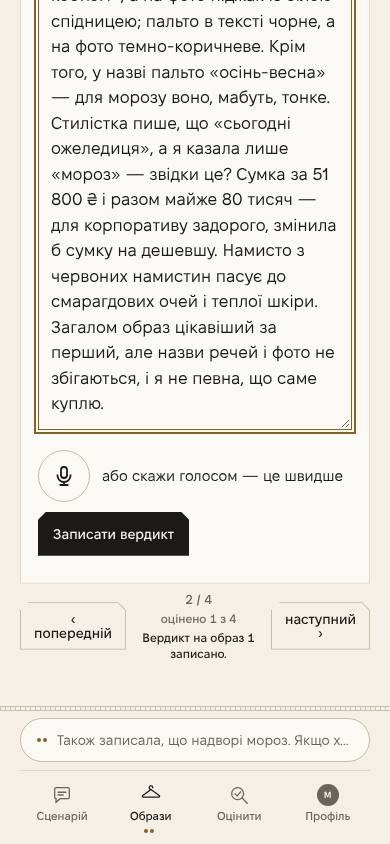 спідницею; пальто в тексті чорне, а
на фото темно-коричневе. Крім
того, у назві пальто «осінь-весна»
— для морозу воно, мабуть, тонке.
Стилістка пише, що «сьогодні
ожеледиця», а я казала лише
«мороз» — звідки це? Сумка за 51
800 ₴ і разом майже 80 тисяч —
для корпоративу задорого, змінила
б сумку на дешевшу. Намисто з
червоних намистин пасує до
смарагдових очей і теплої шкіри.
Загалом образ цікавіший за
перший, але назви речей і фото не
збігаються, і я не певна, що саме
куплю.
або скажи голосом — це швидше
Записати вердикт
‹ попередній
2 / 4
оцінено 1 з 4
Вердикт на образ 1
записано.
наступний ›
Також записала, що надворі мороз. Якщо х...
Сценарій
Образи
Оцінити
М
Профіль